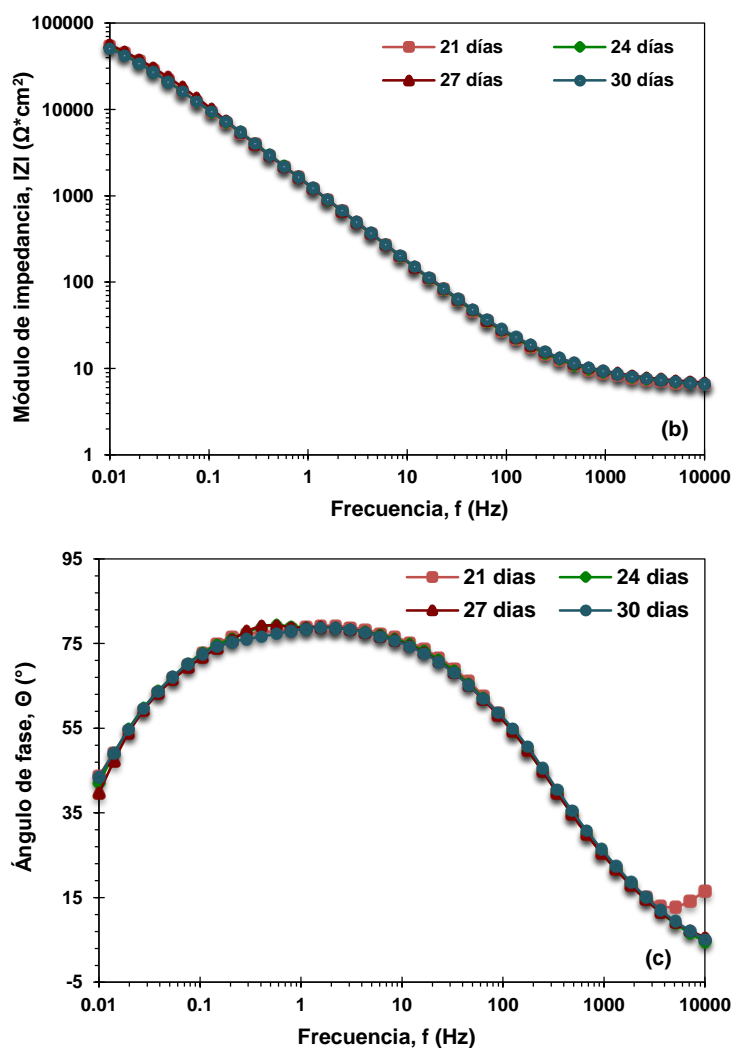 100000
10000
1000
100
10
1
0.01 0.1 1 10 100 1000 10000
Módulo de impedancia, |Z| (Ω*cm²)
Frecuencia, f (Hz)
21 días 24 días
27 días 30 días
(b)
95
75
55
35
15
-5
0.01 0.1 1 10 100 1000 10000
Ángulo de fase, Θ (°)
Frecuencia, f (Hz)
21 dias 24 dias
27 dias 30 dias
(c)